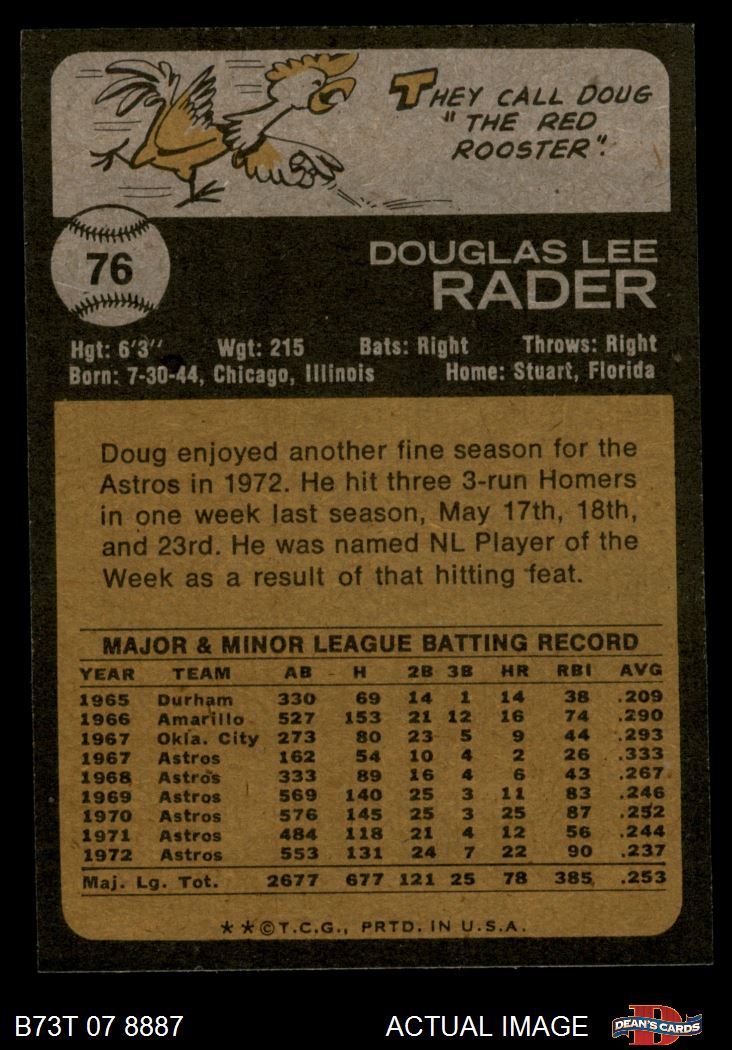 THEY CALL DOUG
"THE RED
ROOSTER".
76
DOUGLAS LEE
RADER
Hgt: 6'3" Wgt: 215 Bats: Right Throws: Right
Born: 7-30-44, Chicago, Illinois Home: Stuart, Florida
Doug enjoyed another fine season for the
Astros in 1972. He hit three 3-run Homers
in one week last season, May 17th, 18th,
and 23rd. He was named NL Player of the
Week as a result of that hitting feat.
MAJOR & MINOR LEAGUE BATTING RECORD
YEAR TEAM AB H 2B 3B HR RBI AVG
1965 Durham 330 69 14 1 14 38 .209
1966 Amarillo 527 153 21 12 16 74 .290
1967 Okla. City 273 80 23 5 9 44 .293
1967 Astros 162 54 10 4 2 26 .333
1968 Astros 333 89 16 4 6 43 .267
1969 Astros 569 140 25 3 11 83 .246
1970 Astros 576 145 25 3 25 87 .252
1971 Astros 484 118 21 4 12 56 .244
1972 Astros 553 131 24 7 22 90 .237
Maj. Lg. Tot. 2677 677 121 25 78 385 .253
★★©T.C.G., PRTD. IN U.S.A.
B73T 07 8887 ACTUAL IMAGE D DEAN'S CARDS